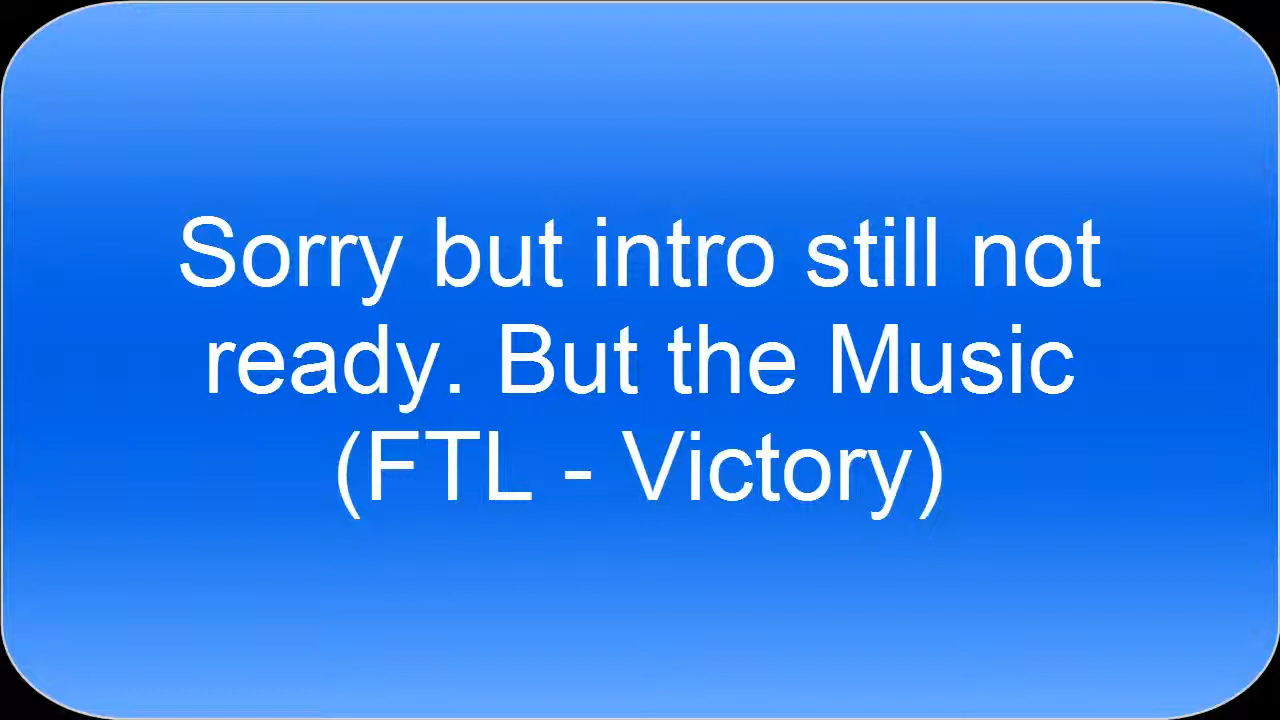 Sorry but intro still not
ready. But the Music
(FTL - Victory)